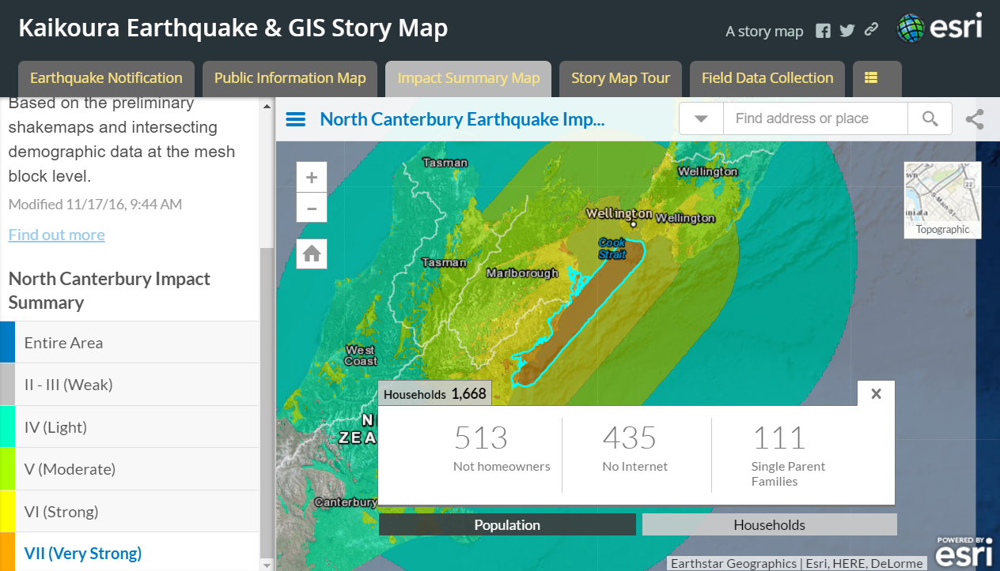 Kaikoura Earthquake & GIS Story Map
A story map
esri
Earthquake Notification
Public Information Map
Impact Summary Map
Story Map Tour
Field Data Collection
Based on the preliminary
shakemaps and intersecting
demographic data at the mesh
block level.
Modified 11/17/16, 9:44 AM
Find out more
North Canterbury Impact
Summary
Entire Area
II - III (Weak)
IV (Light)
V (Moderate)
VI (Strong)
VII (Very Strong)
North Canterbury Earthquake Imp...
Find address or place
+
−
Tasman
Wellington
Wellington
Wellington
Cook
Strait
Tasman
Marlborough
West
Coast
N
ZEA
Canterbury
22
S-Main-St
Topographic
Households 1,668
x
513
Not homeowners
435
No Internet
111
Single Parent
Families
Population
Households
Earthstar Geographics | Esri, HERE, DeLorme
POWERED BY
esri